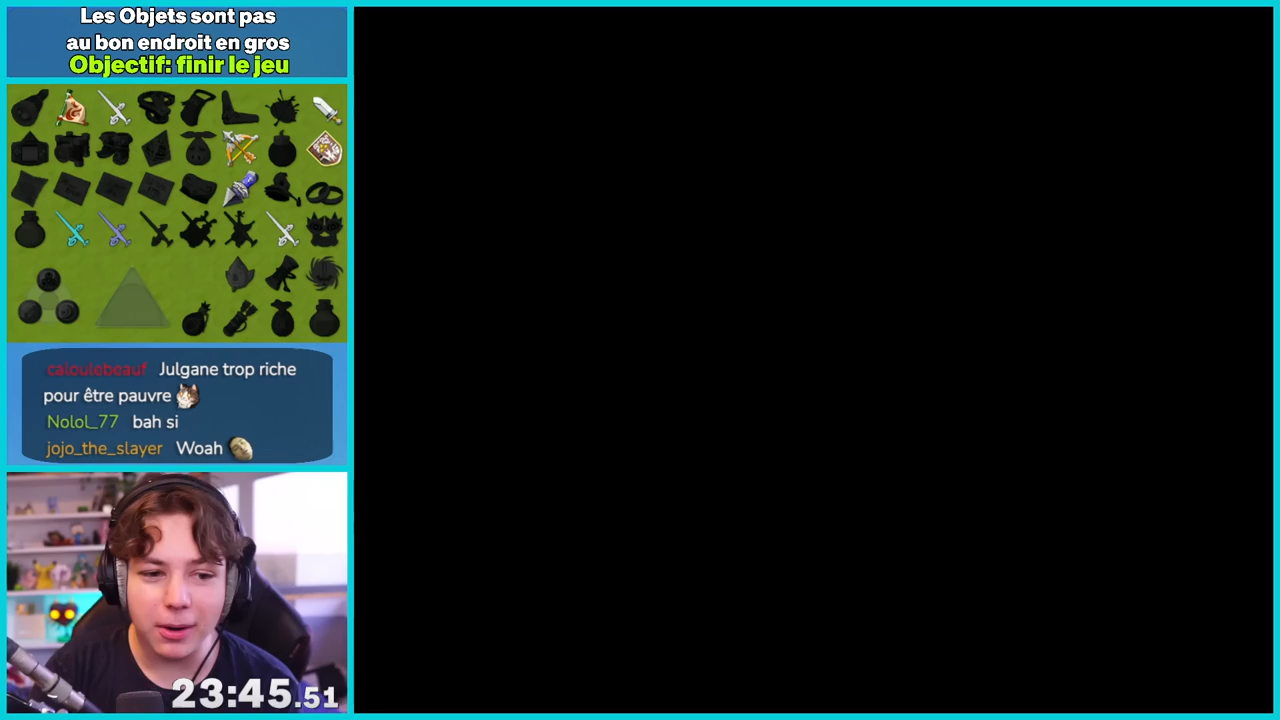 Les Objets sont pas
au bon endroit en gros
Objectif: finir le jeu
caloulebeauf Julgane trop riche
pour être pauvre
Nolol_77 bah si
jojo_the_slayer Woah
23:45.51